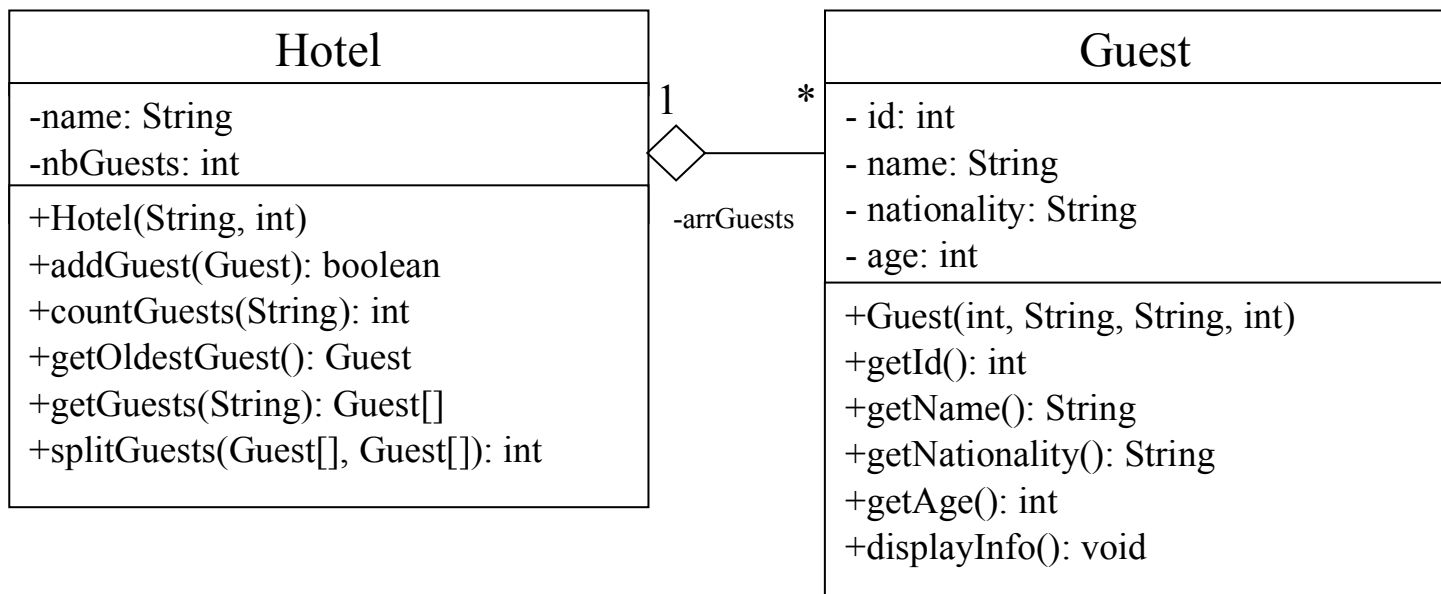 Hotel
-name: String
-nbGuests: int
+Hotel(String, int)
+addGuest(Guest): boolean
+countGuests(String): int
+getOldestGuest(): Guest
+getGuests(String): Guest[]
+splitGuests(Guest[], Guest[]): int
1
*
-arrGuests
Guest
- id: int
- name: String
- nationality: String
- age: int
+Guest(int, String, String, int)
+getId(): int
+getName(): String
+getNationality(): String
+getAge(): int
+displayInfo(): void